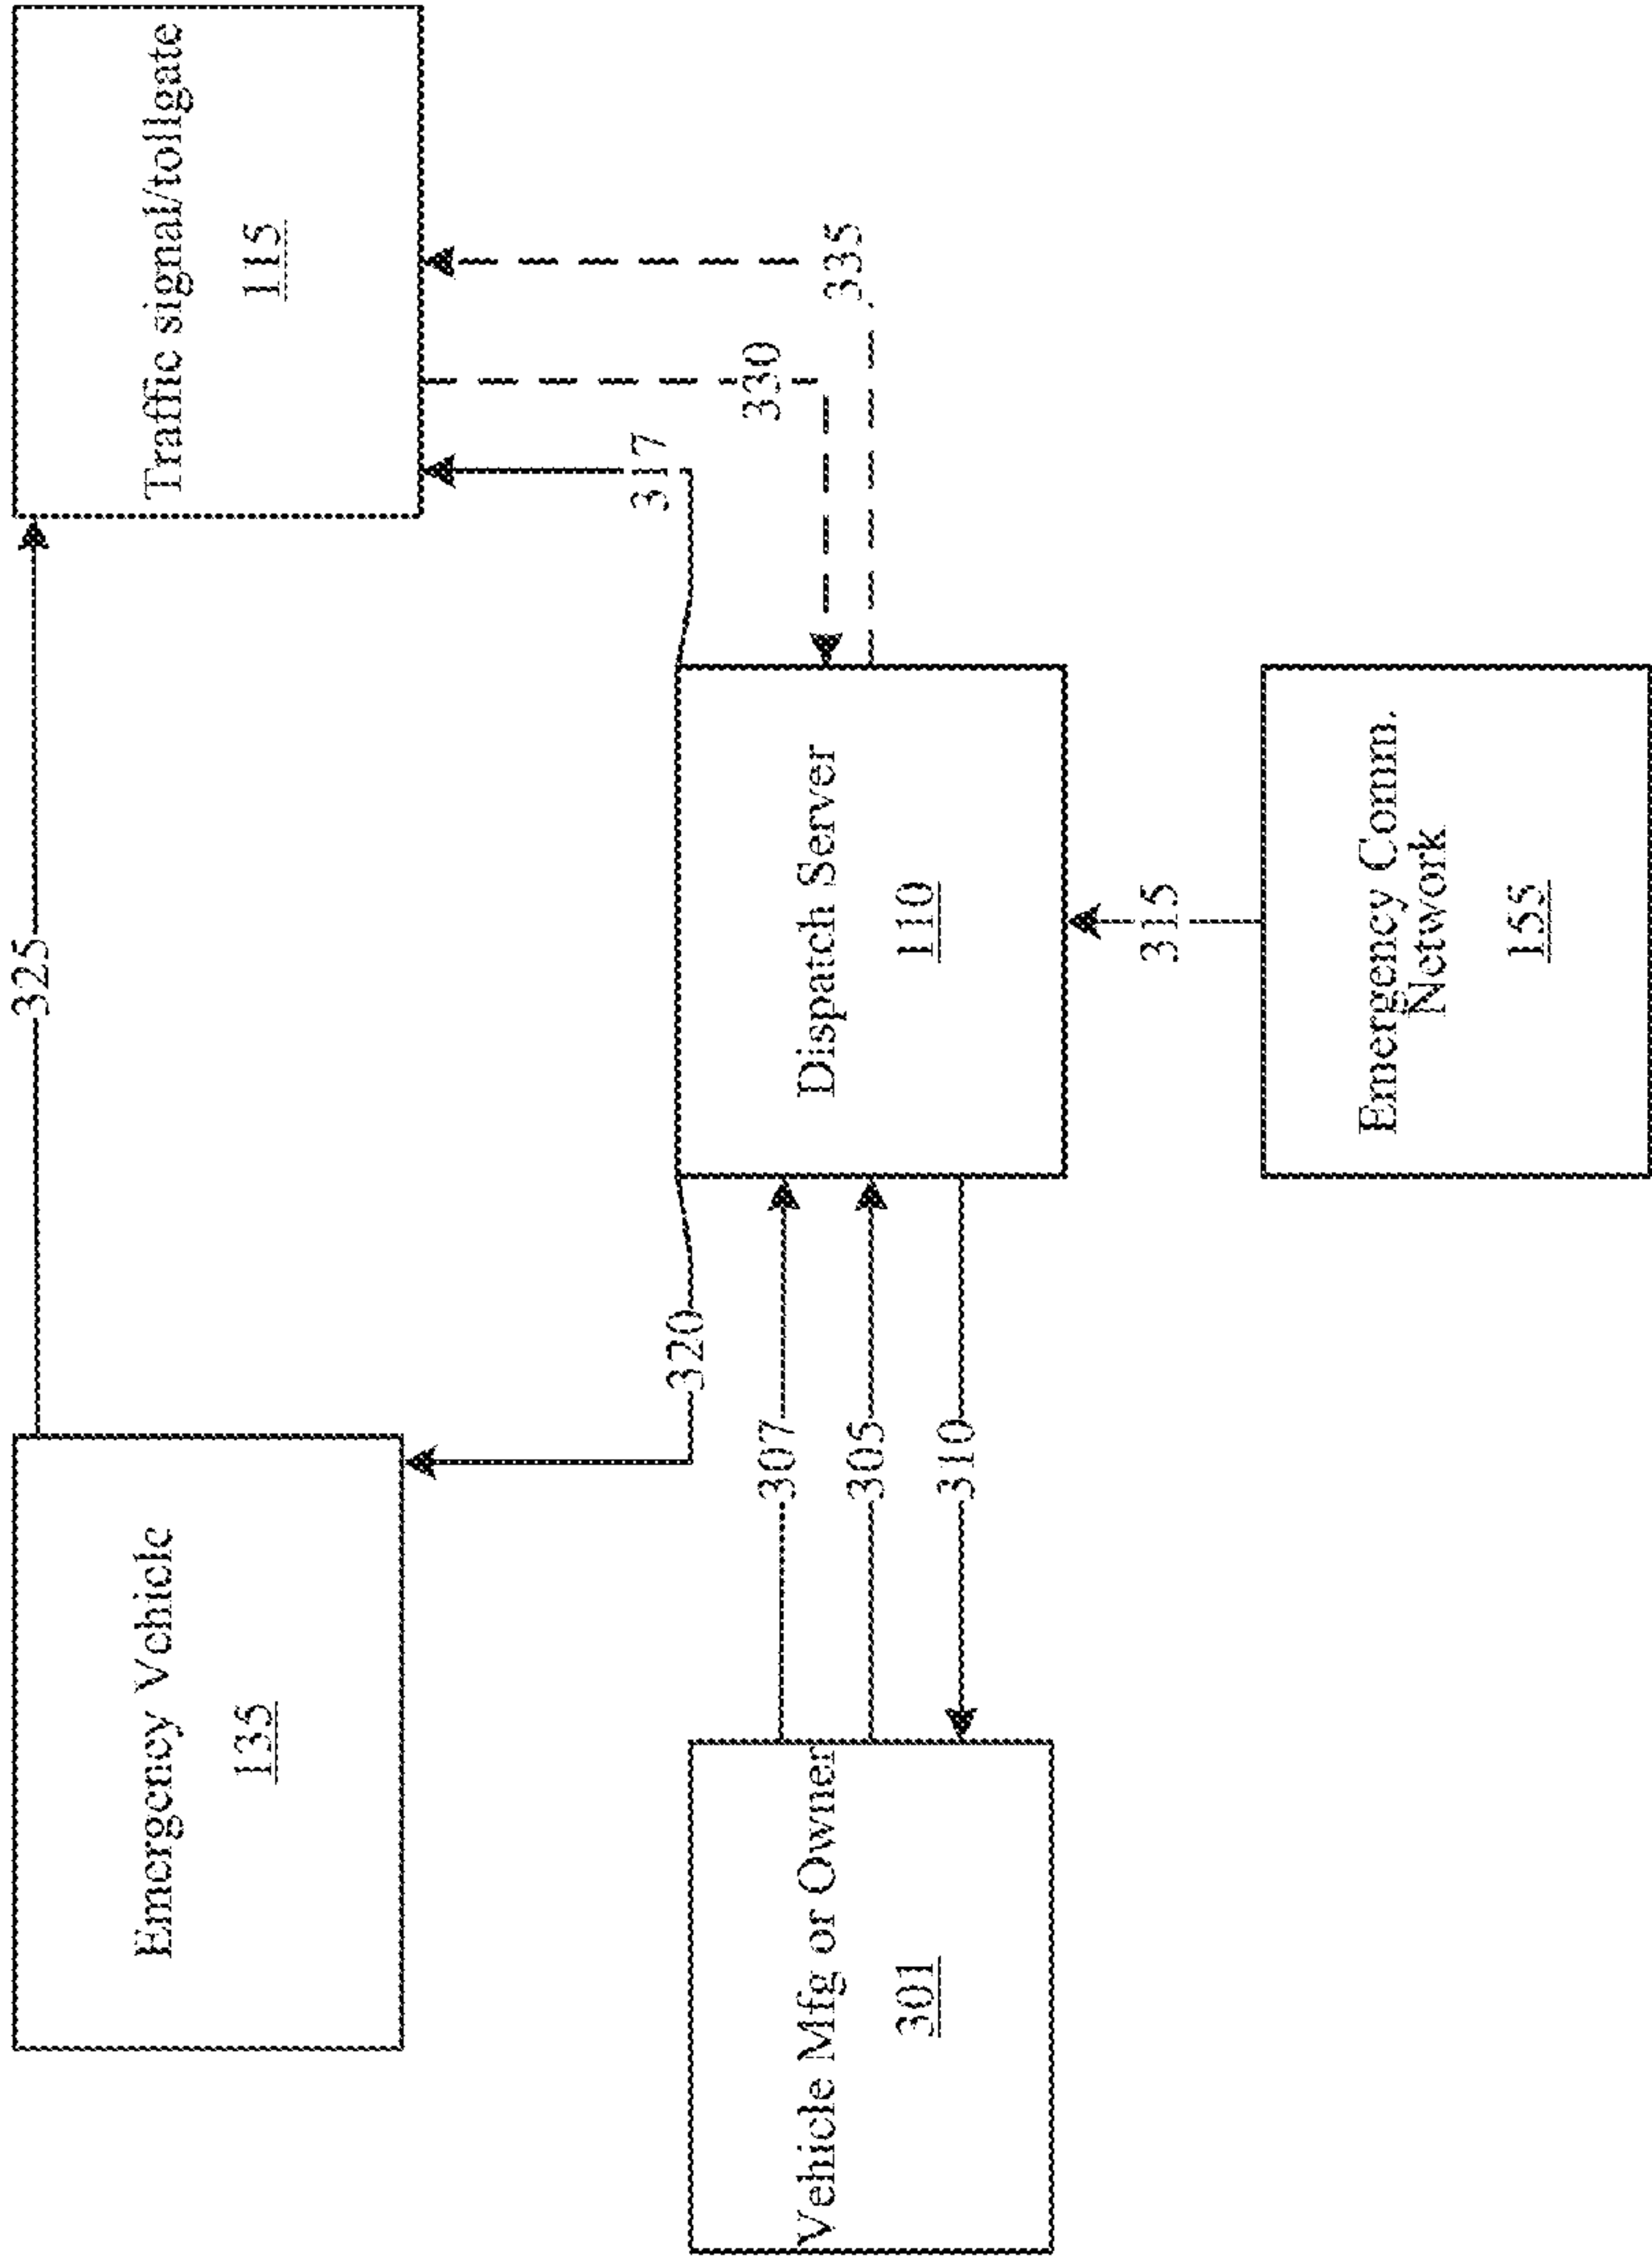 Emergency Vehicle
135
325
Traffic signal/tollgate
115
320
317
330
335
Vehicle Mfg or Owner
301
307
305
310
Dispatch Server
110
315
Emergency Comm.
Network
155